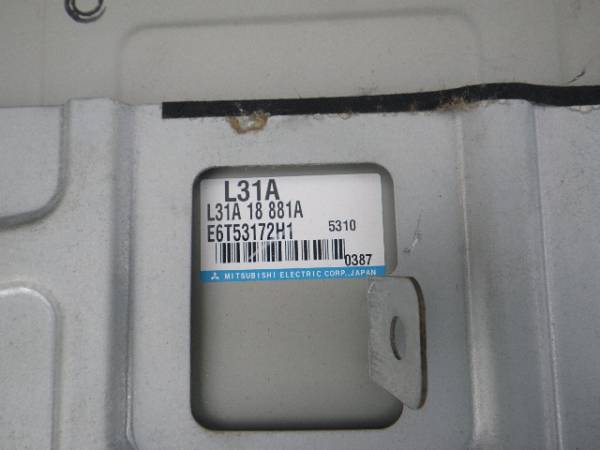 L31A
L31A 18 881A
E6T53172H1 5310
0387
MITSUBISHI ELECTRIC CORP., JAPAN